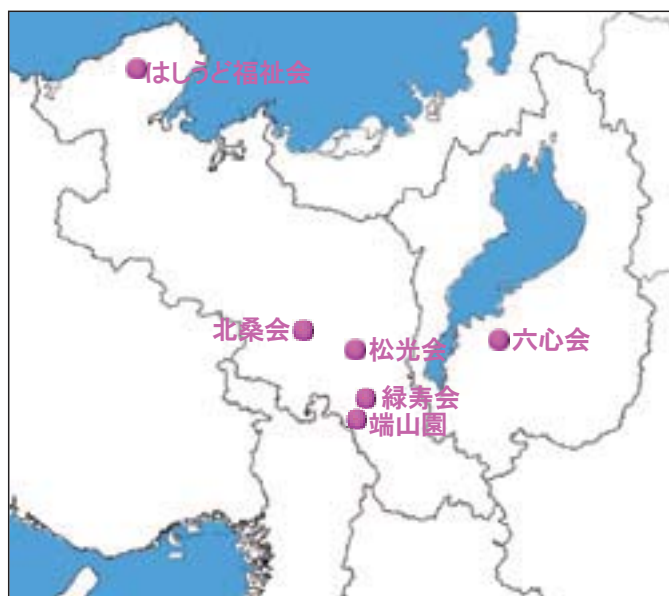 はしうど福祉会
北桑会
松光会
六心会
緑寿会
端山園